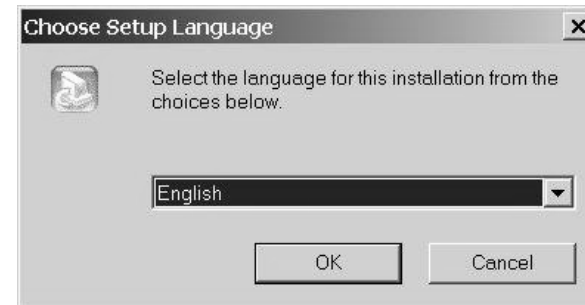 Choose Setup Language
Select the language for this installation from the
choices below.
English
OK
Cancel